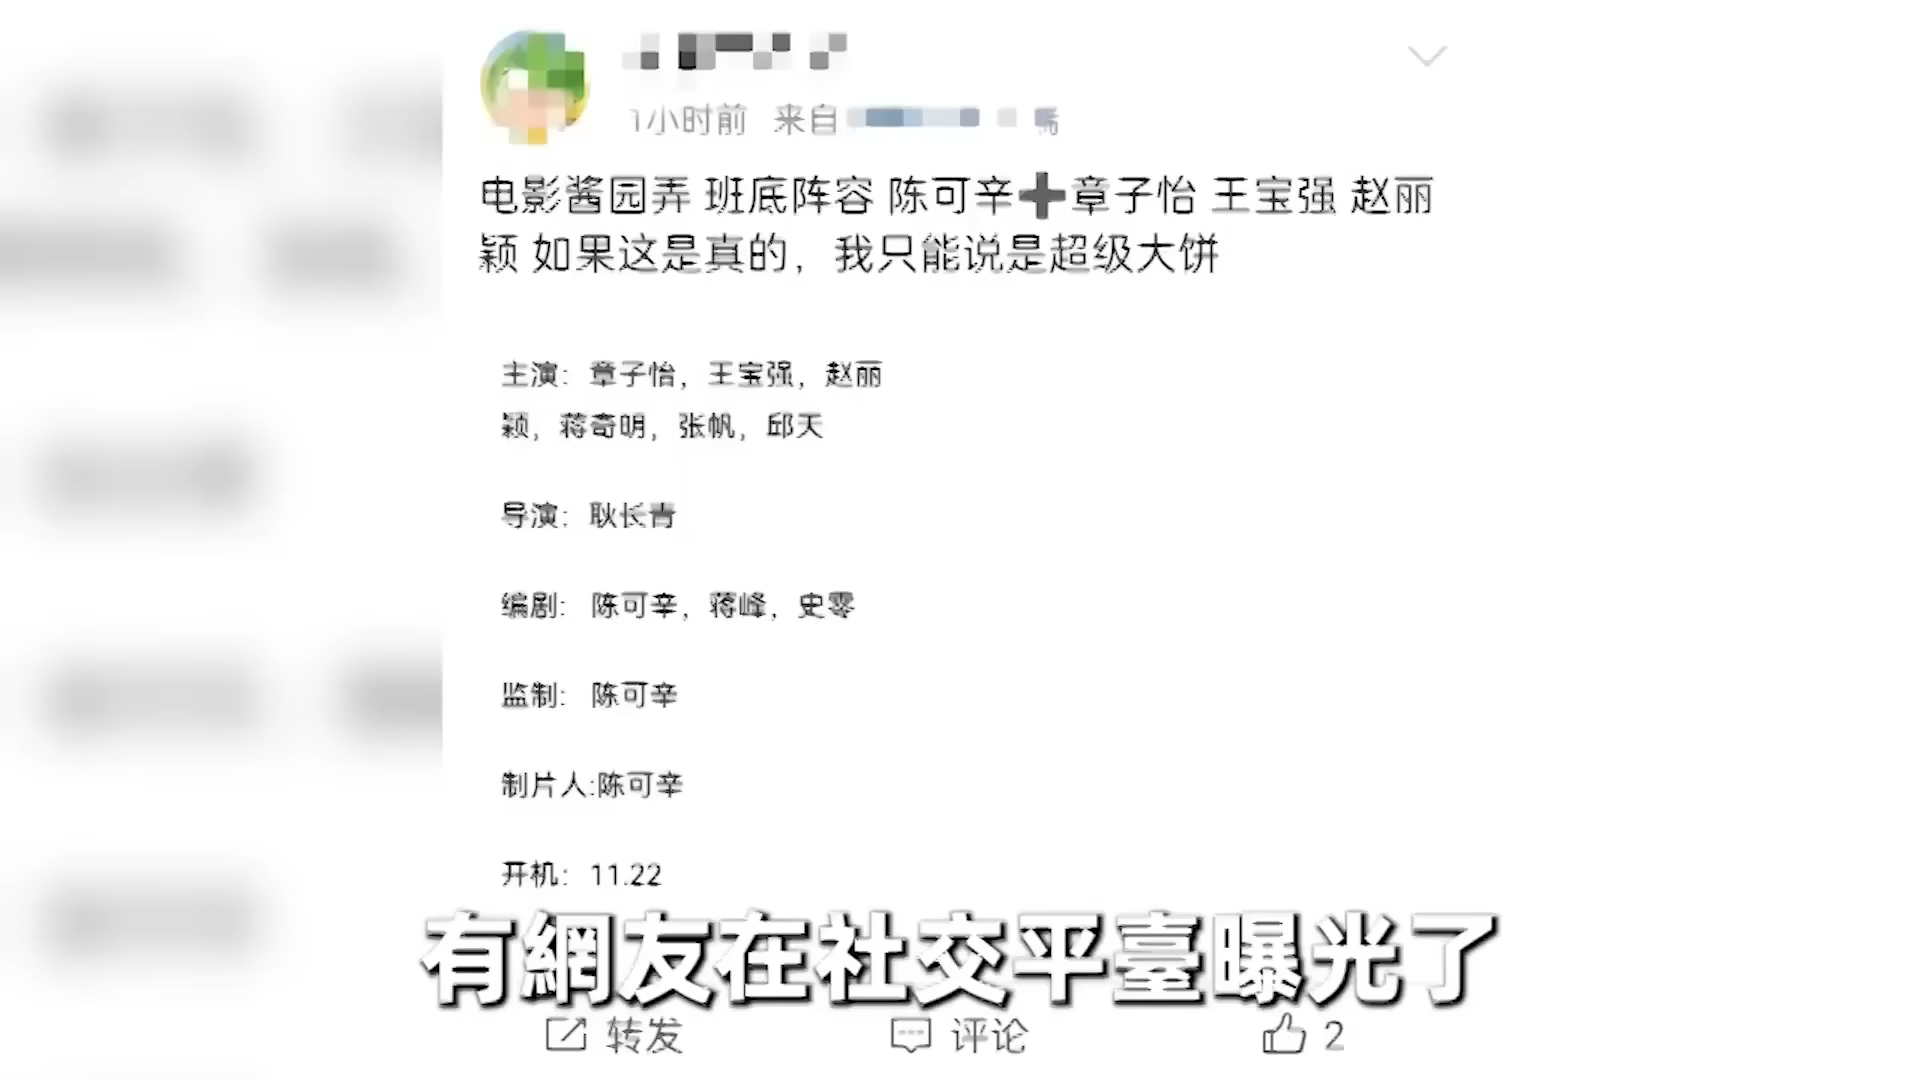 1小时前 来自
电影酱园弄 班底阵容 陈可辛➕章子怡 王宝强 赵丽
颖 如果这是真的，我只能说是超级大饼
主演：章子怡，王宝强，赵丽
颖，蒋奇明，张帆，邱天
导演：耿长青
编剧：陈可辛，蒋峰，史零
监制：陈可辛
制片人:陈可辛
开机：11.22
有網友在社交平臺曝光了
转发 评论 2